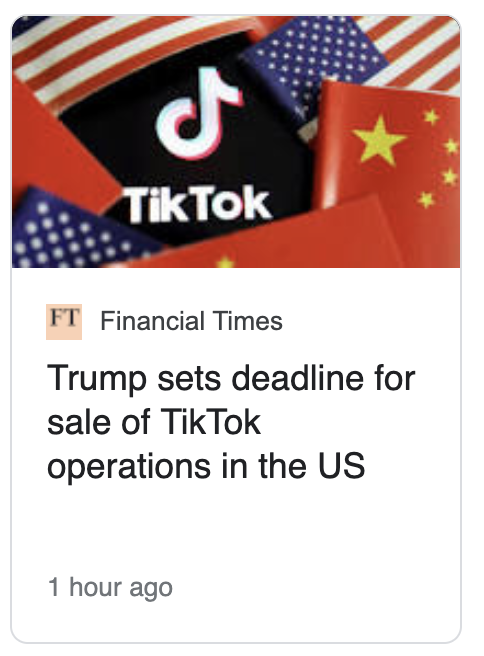 TikTok
FT
Financial Times
Trump sets deadline for
sale of TikTok
operations in the US
1 hour ago